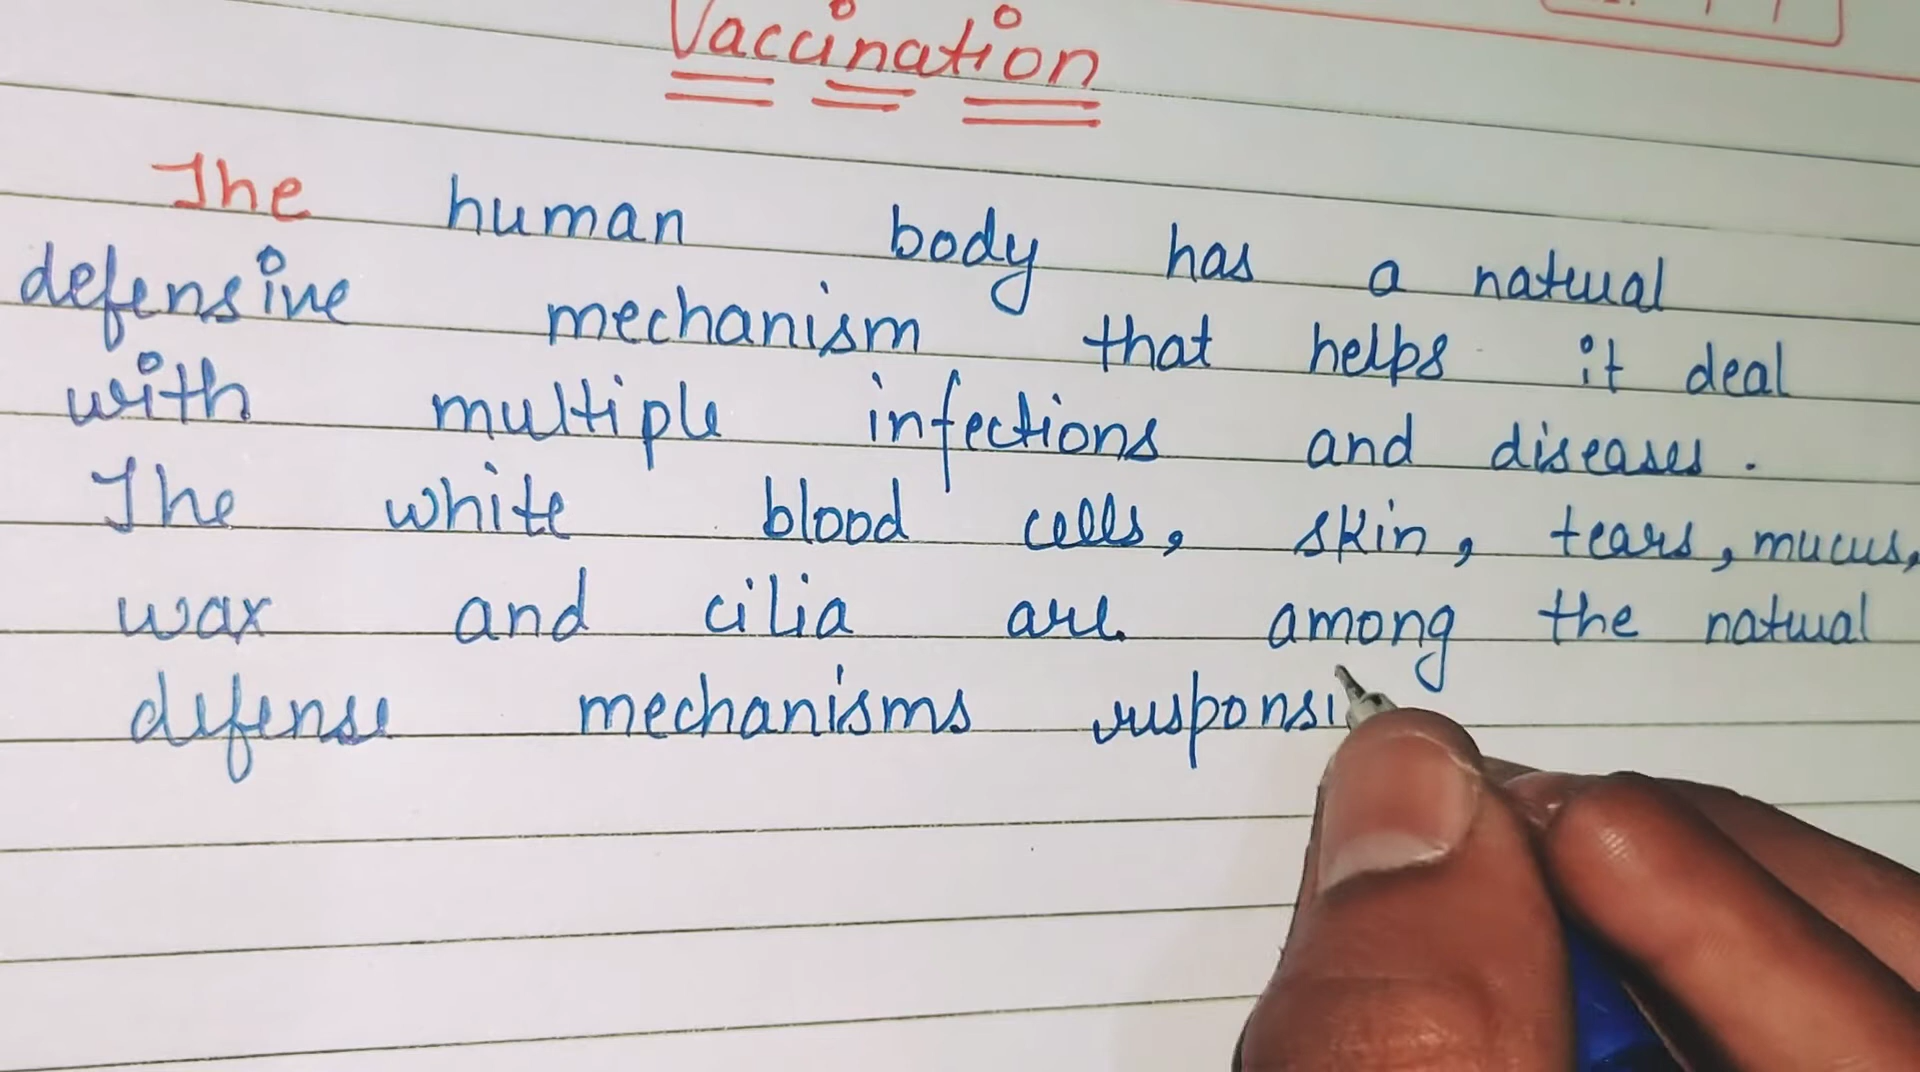 Vaccination
The human body has a natural
defensive mechanism that helps it deal
with multiple infections and diseases.
The white blood cells, skin, tears, mucus,
wax and cilia are among the natural
defense mechanisms responsi